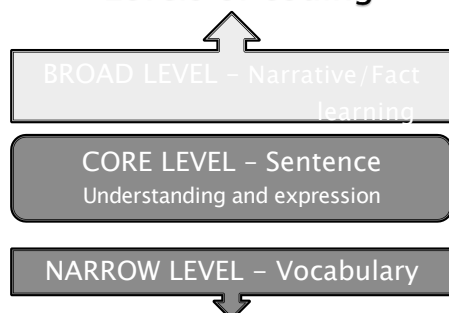 BROAD LEVEL – Narrative/Fact
learning
CORE LEVEL – Sentence
Understanding and expression
NARROW LEVEL – Vocabulary